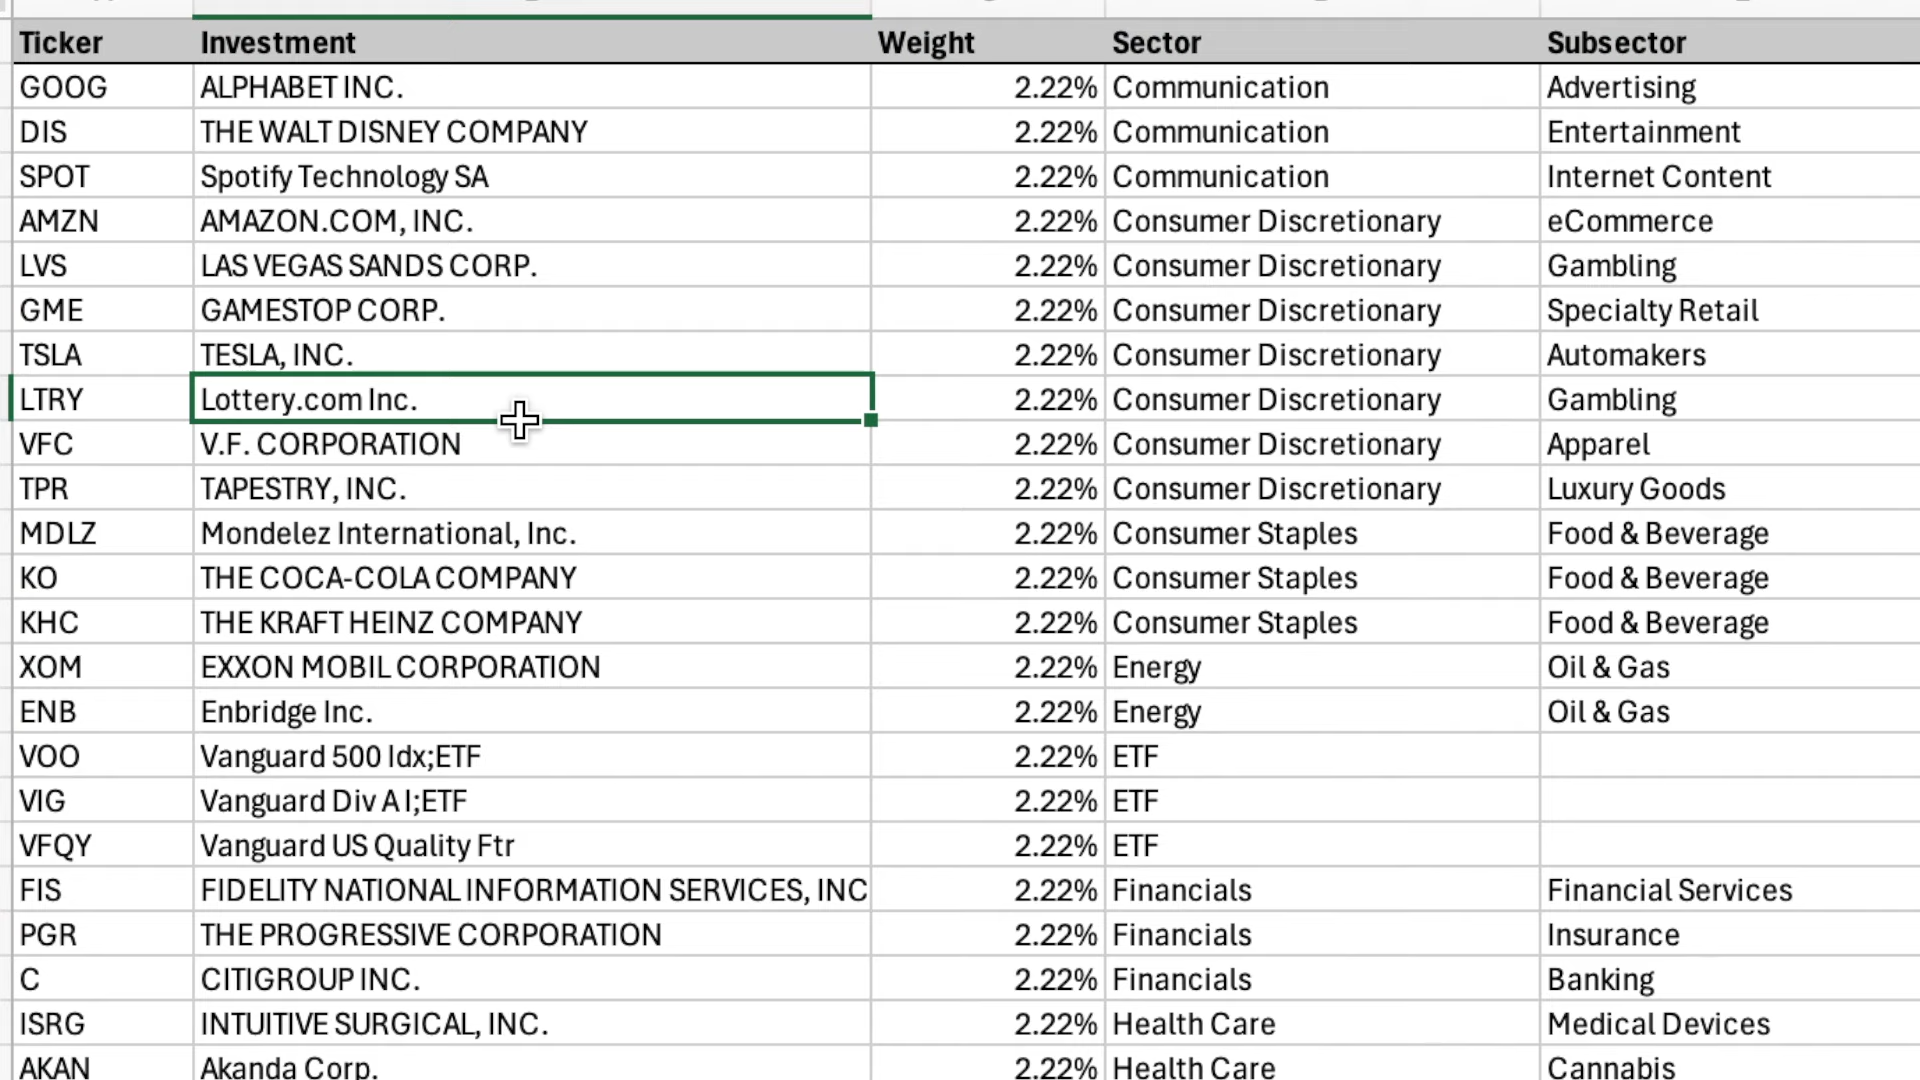 Ticker Investment Weight Sector Subsector
GOOG ALPHABET INC. 2.22% Communication Advertising
DIS THE WALT DISNEY COMPANY 2.22% Communication Entertainment
SPOT Spotify Technology SA 2.22% Communication Internet Content
AMZN AMAZON.COM, INC. 2.22% Consumer Discretionary eCommerce
LVS LAS VEGAS SANDS CORP. 2.22% Consumer Discretionary Gambling
GME GAMESTOP CORP. 2.22% Consumer Discretionary Specialty Retail
TSLA TESLA, INC. 2.22% Consumer Discretionary Automakers
LTRY Lottery.com Inc. 2.22% Consumer Discretionary Gambling
VFC V.F. CORPORATION 2.22% Consumer Discretionary Apparel
TPR TAPESTRY, INC. 2.22% Consumer Discretionary Luxury Goods
MDLZ Mondelez International, Inc. 2.22% Consumer Staples Food & Beverage
KO THE COCA-COLA COMPANY 2.22% Consumer Staples Food & Beverage
KHC THE KRAFT HEINZ COMPANY 2.22% Consumer Staples Food & Beverage
XOM EXXON MOBIL CORPORATION 2.22% Energy Oil & Gas
ENB Enbridge Inc. 2.22% Energy Oil & Gas
VOO Vanguard 500 Idx;ETF 2.22% ETF
VIG Vanguard Div A I;ETF 2.22% ETF
VFQY Vanguard US Quality Ftr 2.22% ETF
FIS FIDELITY NATIONAL INFORMATION SERVICES, INC 2.22% Financials Financial Services
PGR THE PROGRESSIVE CORPORATION 2.22% Financials Insurance
C CITIGROUP INC. 2.22% Financials Banking
ISRG INTUITIVE SURGICAL, INC. 2.22% Health Care Medical Devices
AKAN Akanda Corp. 2.22% Health Care Cannabis